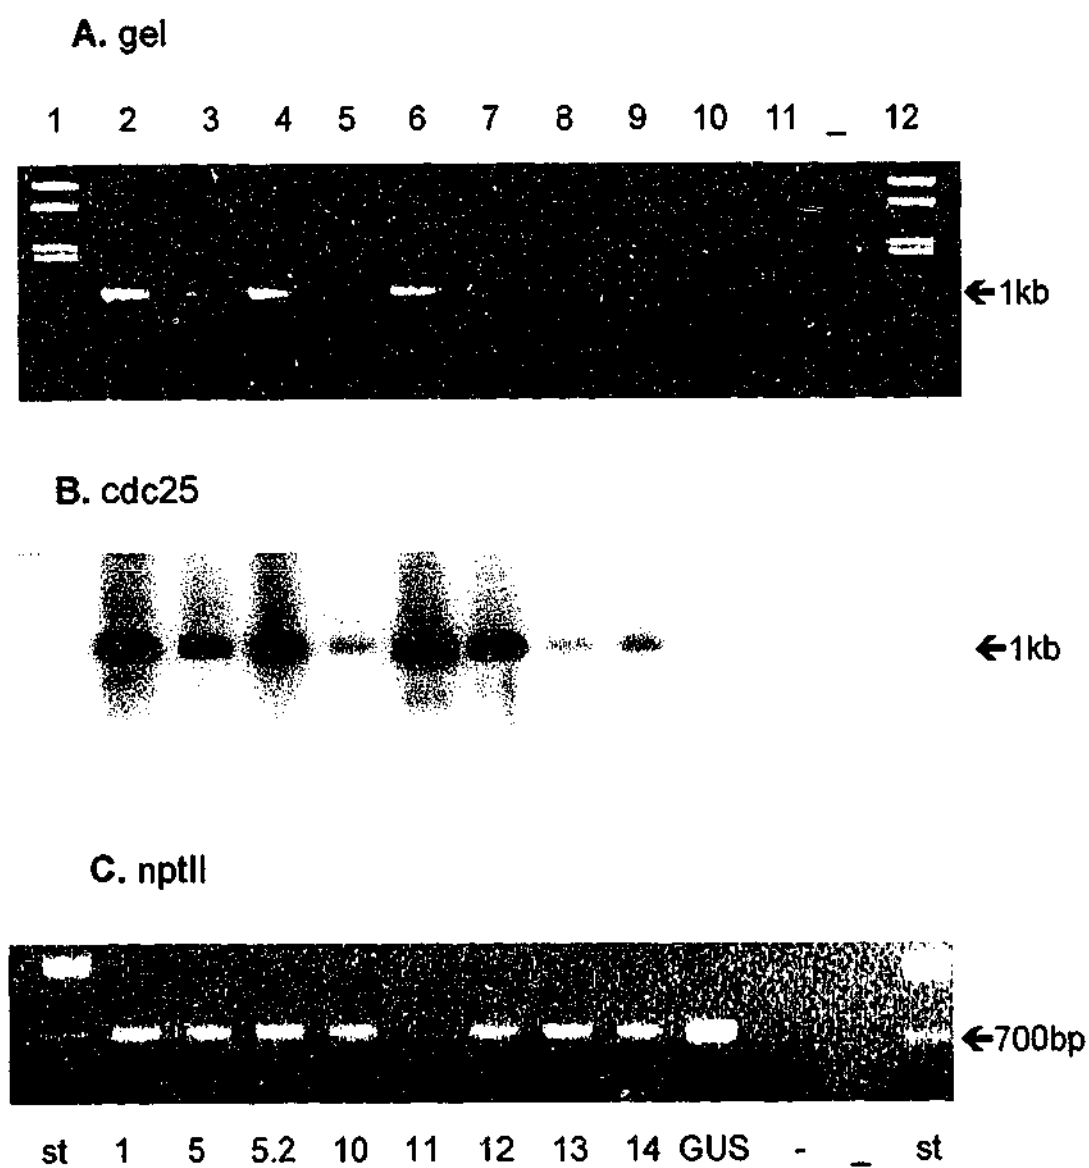 A. gel
1 2 3 4 5 6 7 8 9 10 11 _ 12
←1kb
B. cdc25
←1kb
C. nptII
←700bp
st 1 5 5.2 10 11 12 13 14 GUS - _ st